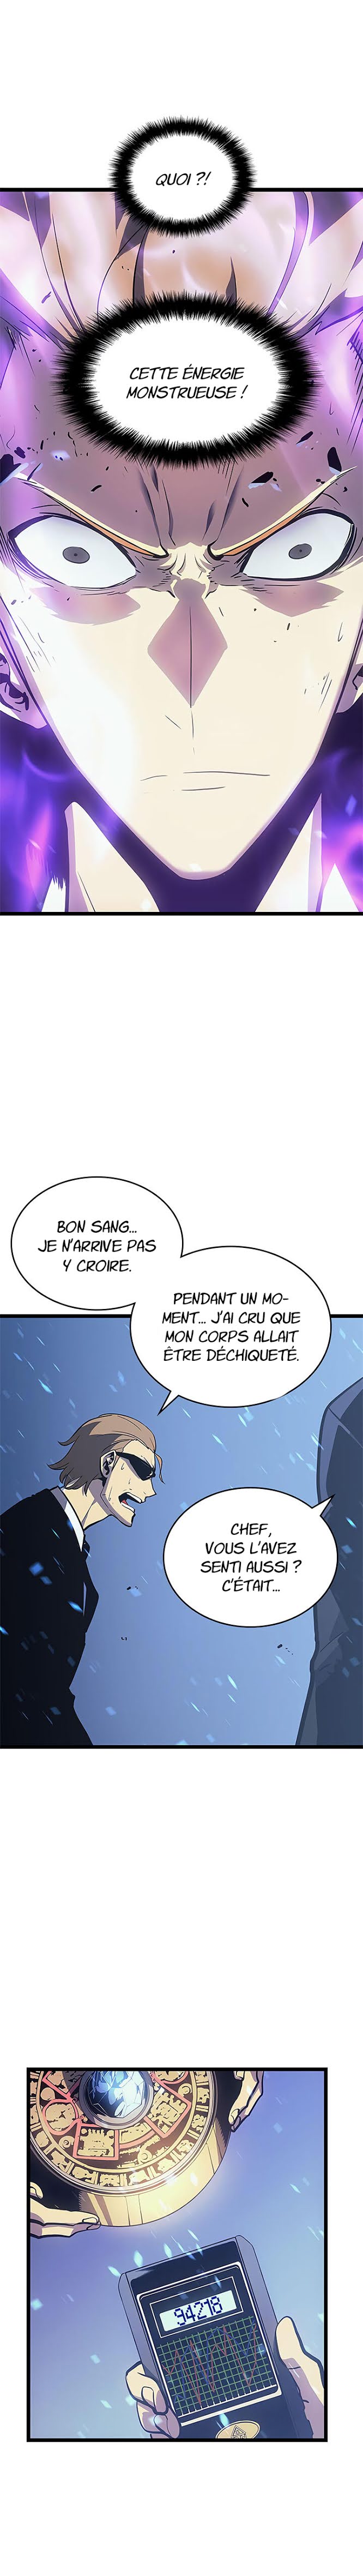 QUOI ?!
CETTE ÉNERGIE
MONSTRUEUSE !
BON SANG...
JE N'ARRIVE PAS
Y CROIRE.
PENDANT UN MO-
MENT... J'AI CRU QUE
MON CORPS ALLAIT
ÊTRE DÉCHIQUETÉ.
CHEF,
VOUS L'AVEZ
SENTI AUSSI ?
C'ÉTAIT...
94218